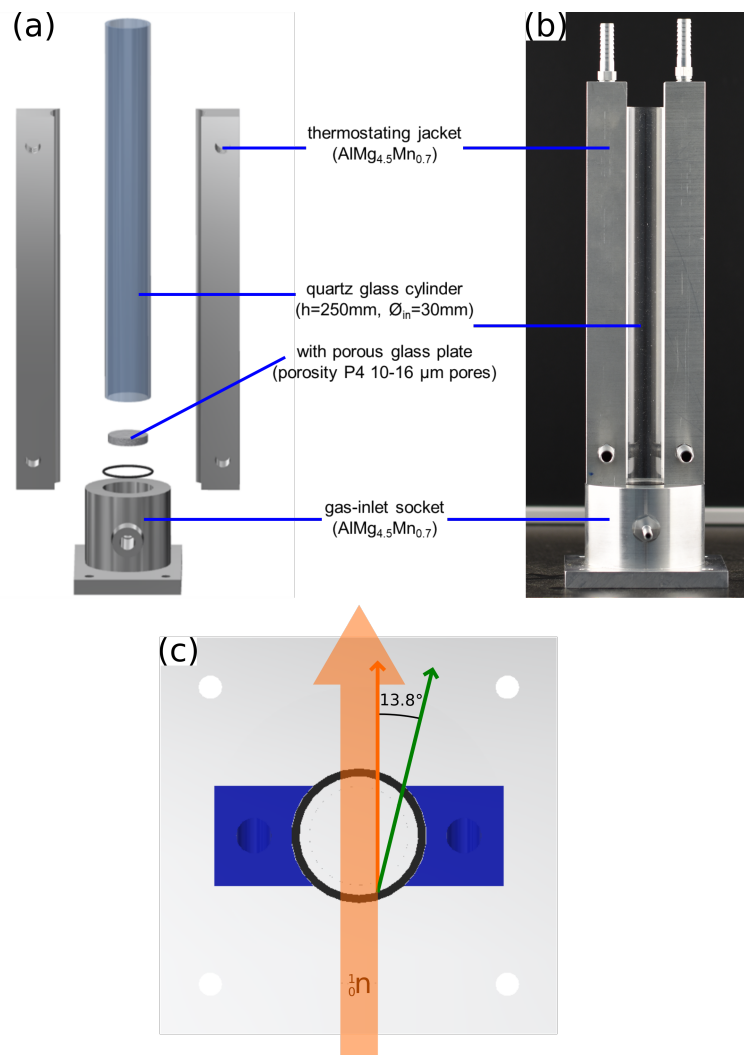 (a)
(b)
thermostating jacket
(AlMg4.5Mn0.7)
quartz glass cylinder
(h=250mm, Øin=30mm)
with porous glass plate
(porosity P4 10-16 µm pores)
gas-inlet socket
(AlMg4.5Mn0.7)
(c)
13.8°
1
0n